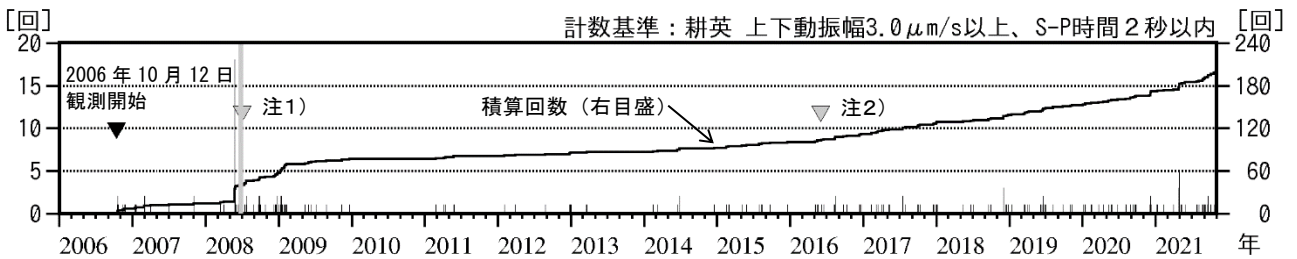 [回] 計数基準：耕英 上下動振幅3.0μm/s以上、S-P時間２秒以内 [回]
20 240
2006 年 10 月 12 日
観測開始
15 180
注1） 積算回数（右目盛） 注2）
10 120
5 60
0 0
2006 2007 2008 2009 2010 2011 2012 2013 2014 2015 2016 2017 2018 2019 2020 2021 年